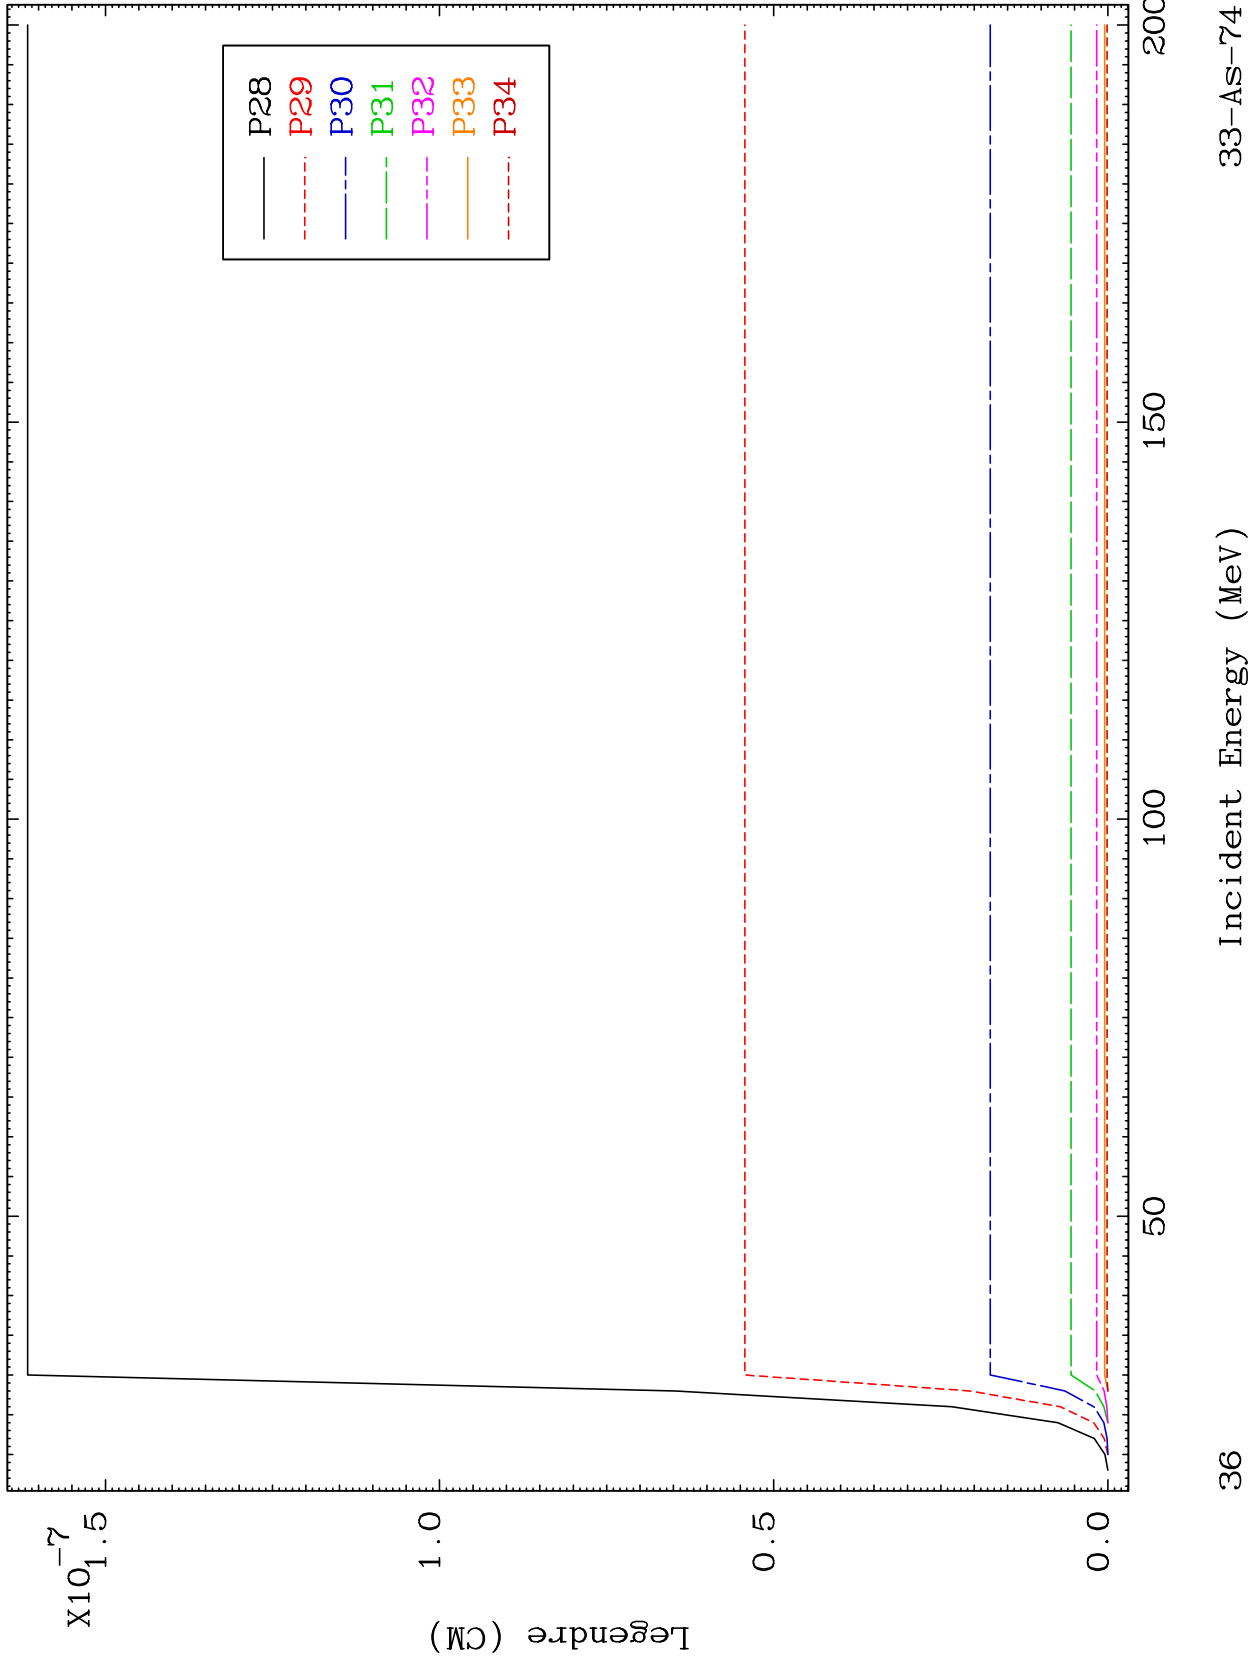 X10-7
1.5
1.0
0.5
0.0
Legendre (CM)
P28
P29
P30
P31
P32
P33
P34
50
100
150
200
36
Incident Energy (MeV)
33-As-74